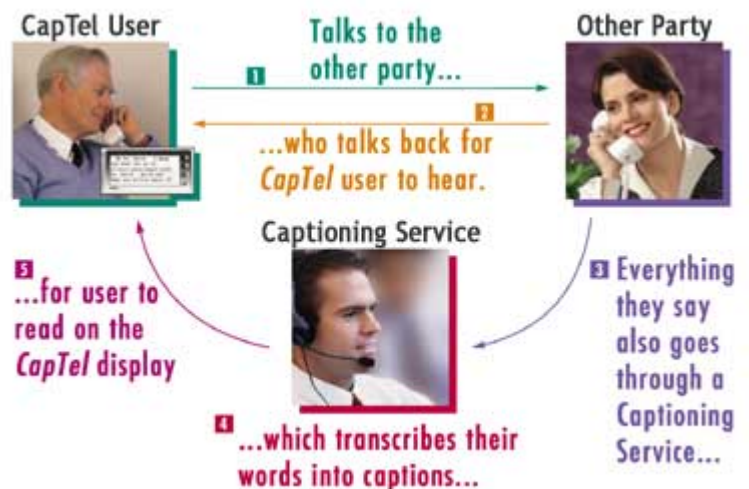 CapTel User
Other Party
Talks to the
1
other party...
2
...who talks back for
CapTel user to hear.
Captioning Service
5
...for user to
read on the
CapTel display
3 Everything
they say
also goes
through a
Captioning
Service...
4
...which transcribes their
words into captions...